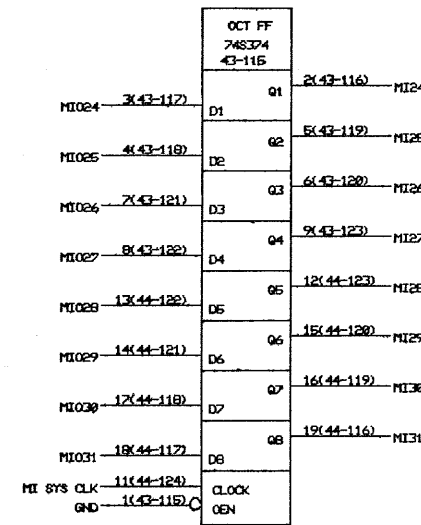 OCT FF
74S374
43-115
Q1 2(43-116) MI24
MI024 3(43-117) D1
Q2 5(43-119) MI25
MI025 4(43-118) D2
Q3 6(43-120) MI26
MI026 7(43-121) D3
Q4 9(43-123) MI27
MI027 8(43-122) D4
Q5 12(44-123) MI28
MI028 13(44-122) D5
Q6 15(44-120) MI29
MI029 14(44-121) D6
Q7 16(44-119) MI30
MI030 17(44-118) D7
Q8 19(44-116) MI31
MI031 18(44-117) D8
MI SYS CLK 11(44-124) CLOCK
GND 1(43-115) OEN